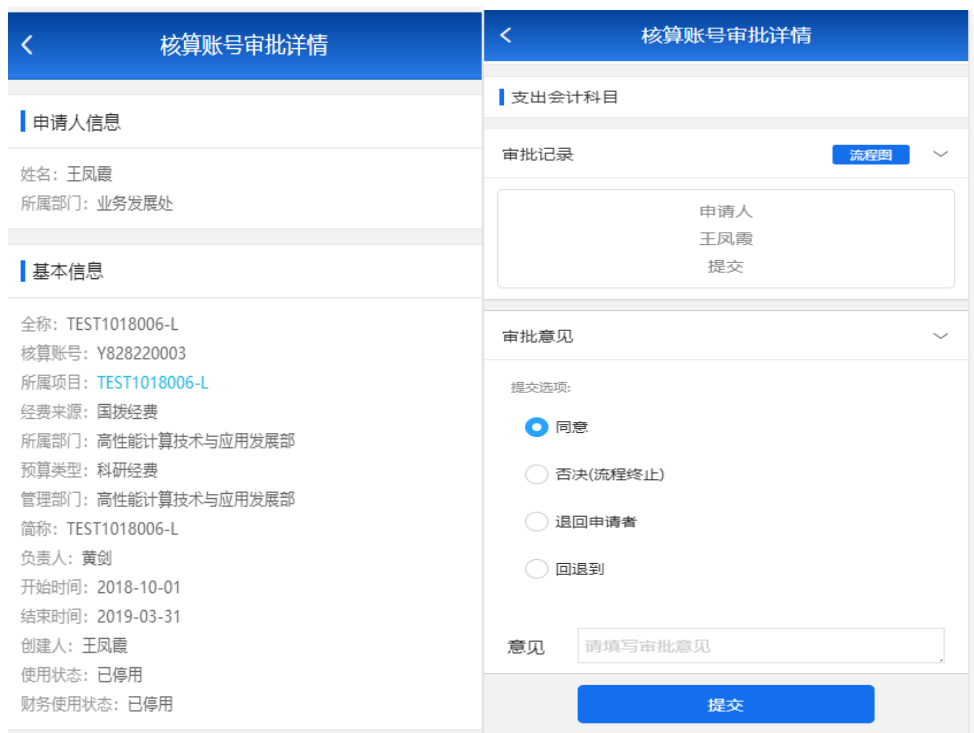 核算账号审批详情
申请人信息
姓名：王凤霞
所属部门：业务发展处
基本信息
全称：TEST1018006-L
核算账号：Y828220003
所属项目：TEST1018006-L
经费来源：国拨经费
所属部门：高性能计算技术与应用发展部
预算类型：科研经费
管理部门：高性能计算技术与应用发展部
简称：TEST1018006-L
负责人：黄剑
开始时间：2018-10-01
结束时间：2019-03-31
创建人：王凤霞
使用状态：已停用
财务使用状态：已停用
核算账号审批详情
支出会计科目
审批记录 流程图
申请人
王凤霞
提交
审批意见
提交选项:
同意
否决(流程终止)
退回申请者
回退到
意见 请填写审批意见
提交